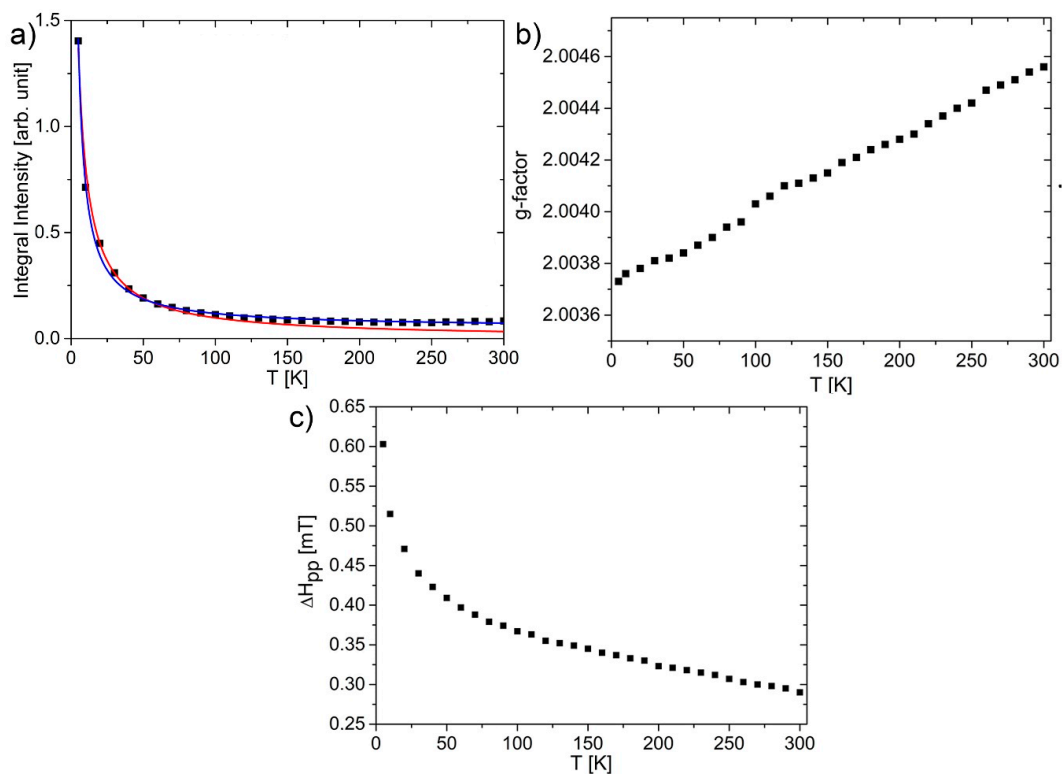 a)
Integral Intensity [arb. unit]
1.5
1.0
0.5
0.0
0 50 100 150 200 250 300
T [K]
b)
g-factor
2.0046
2.0044
2.0042
2.0040
2.0038
2.0036
0 50 100 150 200 250 300
T [K]
c)
ΔHpp [mT]
0.65
0.60
0.55
0.50
0.45
0.40
0.35
0.30
0.25
0 50 100 150 200 250 300
T [K]